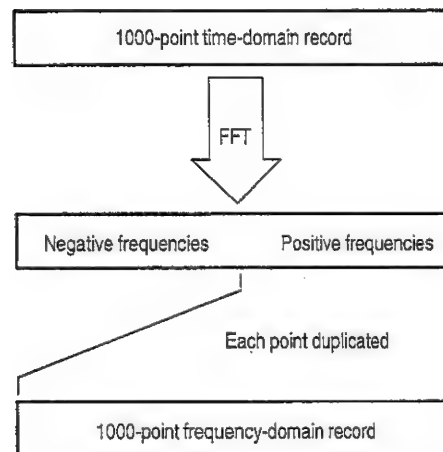 1000-point time-domain record
FFT
Negative frequencies Positive frequencies
Each point duplicated
1000-point frequency-domain record